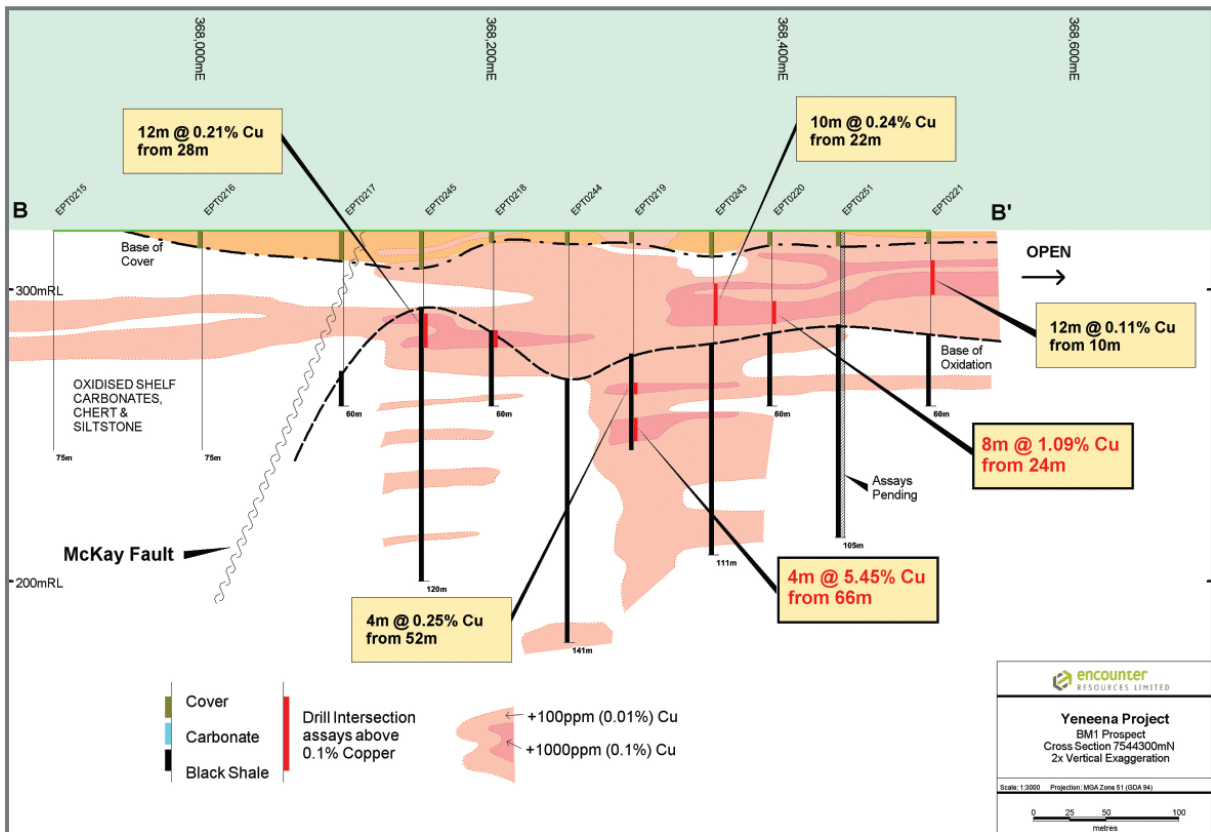 368,000mE
368,200mE
368,400mE
368,600mE
12m @ 0.21% Cu
from 28m
10m @ 0.24% Cu
from 22m
EPT0215
EPT0216
EPT0217
EPT0245
EPT0218
EPT0244
EPT0219
EPT0243
EPT0220
EPT0251
EPT0221
B
B'
Base of
Cover
OPEN
300mRL
12m @ 0.11% Cu
from 10m
Base of
Oxidation
OXIDISED SHELF
CARBONATES,
CHERT &
SILTSTONE
60m
60m
60m
60m
75m
75m
8m @ 1.09% Cu
from 24m
Assays
Pending
105m
McKay Fault
111m
200mRL
120m
4m @ 5.45% Cu
from 66m
4m @ 0.25% Cu
from 52m
141m
Cover
Carbonate
Black Shale
Drill Intersection
assays above
0.1% Copper
+100ppm (0.01%) Cu
+1000ppm (0.1%) Cu
encounter
RESOURCES LIMITED
Yeneena Project
BM1 Prospect
Cross Section 7544300mN
2x Vertical Exaggeration
Scale: 1:3000 Projection: MGA Zone 51 (GDA 94)
0 25 50 100
metres